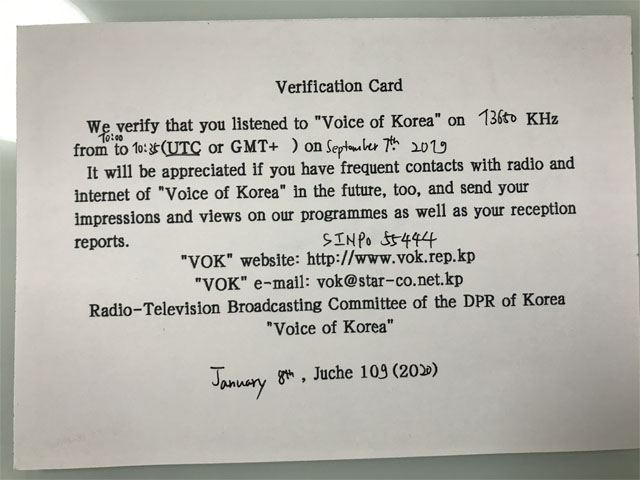 Verification Card
We verify that you listened to "Voice of Korea" on 13650 KHz
from 10:00 to 10:35 (UTC or GMT+ ) on September 7th. 2019
It will be appreciated if you have frequent contacts with radio and
internet of "Voice of Korea" in the future, too, and send your
impressions and views on our programmes as well as your reception
reports.
SINPO 55444
"VOK" website: http://www.vok.rep.kp
"VOK" e-mail: vok@star-co.net.kp
Radio-Television Broadcasting Committee of the DPR of Korea
"Voice of Korea"
January 8th, Juche 109 (2020)